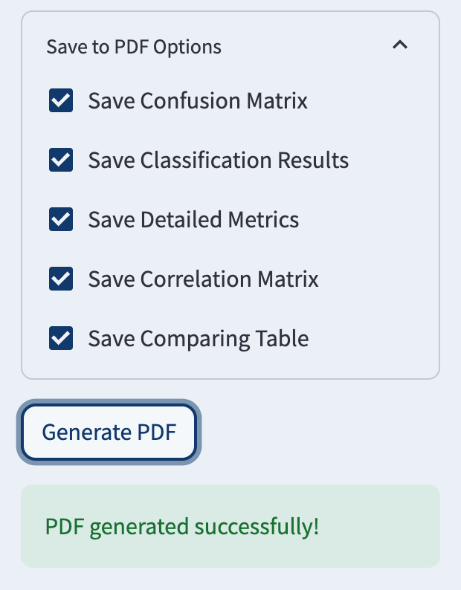 Save to PDF Options
Save Confusion Matrix
Save Classification Results
Save Detailed Metrics
Save Correlation Matrix
Save Comparing Table
Generate PDF
PDF generated successfully!